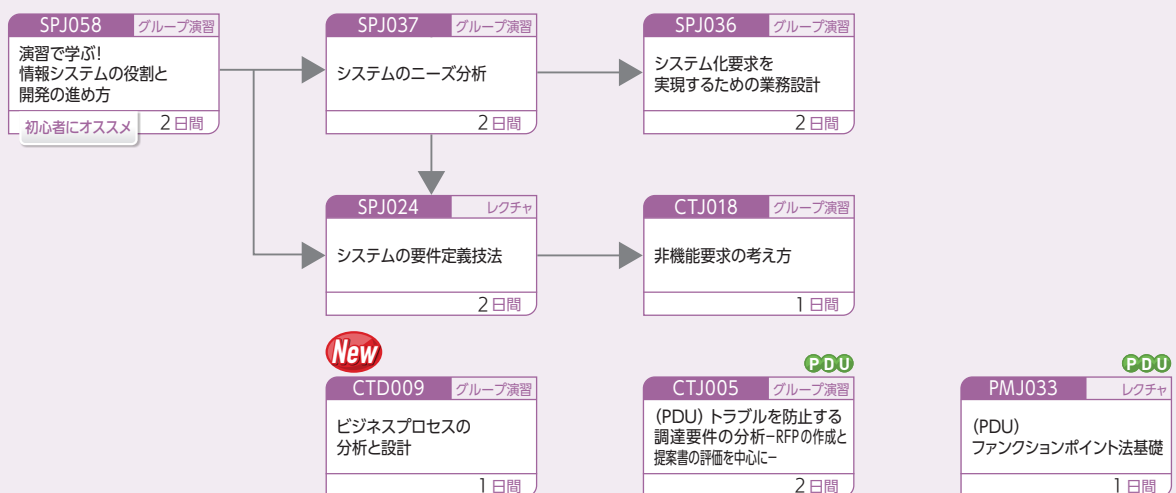 SPJ058 グループ演習
演習で学ぶ!
情報システムの役割と
開発の進め方
初心者にオススメ 2日間
SPJ037 グループ演習
システムのニーズ分析
2日間
SPJ036 グループ演習
システム化要求を
実現するための業務設計
2日間
SPJ024 レクチャ
システムの要件定義技法
2日間
CTJ018 グループ演習
非機能要求の考え方
1日間
New
CTD009 グループ演習
ビジネスプロセスの
分析と設計
1日間
PDU
CTJ005 グループ演習
(PDU) トラブルを防止する
調達要件の分析−RFPの作成と
提案書の評価を中心に−
2日間
PDU
PMJ033 レクチャ
(PDU)
ファンクションポイント法基礎
1日間